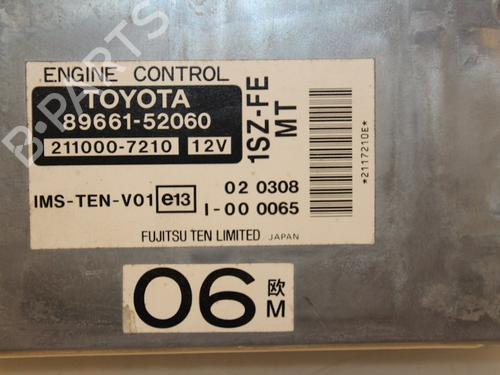 ENGINE CONTROL
TOYOTA
89661-52060
211000-7210 12V
IMS-TEN-V01 e13 02 0308
I-00 0065
FUJITSU TEN LIMITED JAPAN
1SZ-FE
MT
*2117210E*
06 欧M
B-PARTS